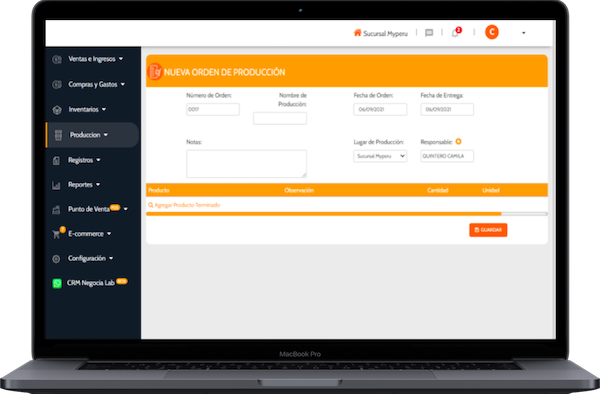 Sucursal Myperu
2
C
Ventas e Ingresos
Compras y Gastos
Inventarios
Produccion
Registros
Reportes
Punto de Venta
E-commerce
Configuración
CRM Negocia Lab
NUEVA ORDEN DE PRODUCCIÓN
Número de Orden:
Nombre de
Producción:
Fecha de Orden:
Fecha de Entrega:
0017
06/09/2021
06/09/2021
Notas:
Lugar de Producción:
Responsable:
Sucursal Myperu
QUINTERO CAMILA
Producto
Observación
Cantidad
Unidad
Agregar Producto Terminado
GUARDAR
MacBook Pro